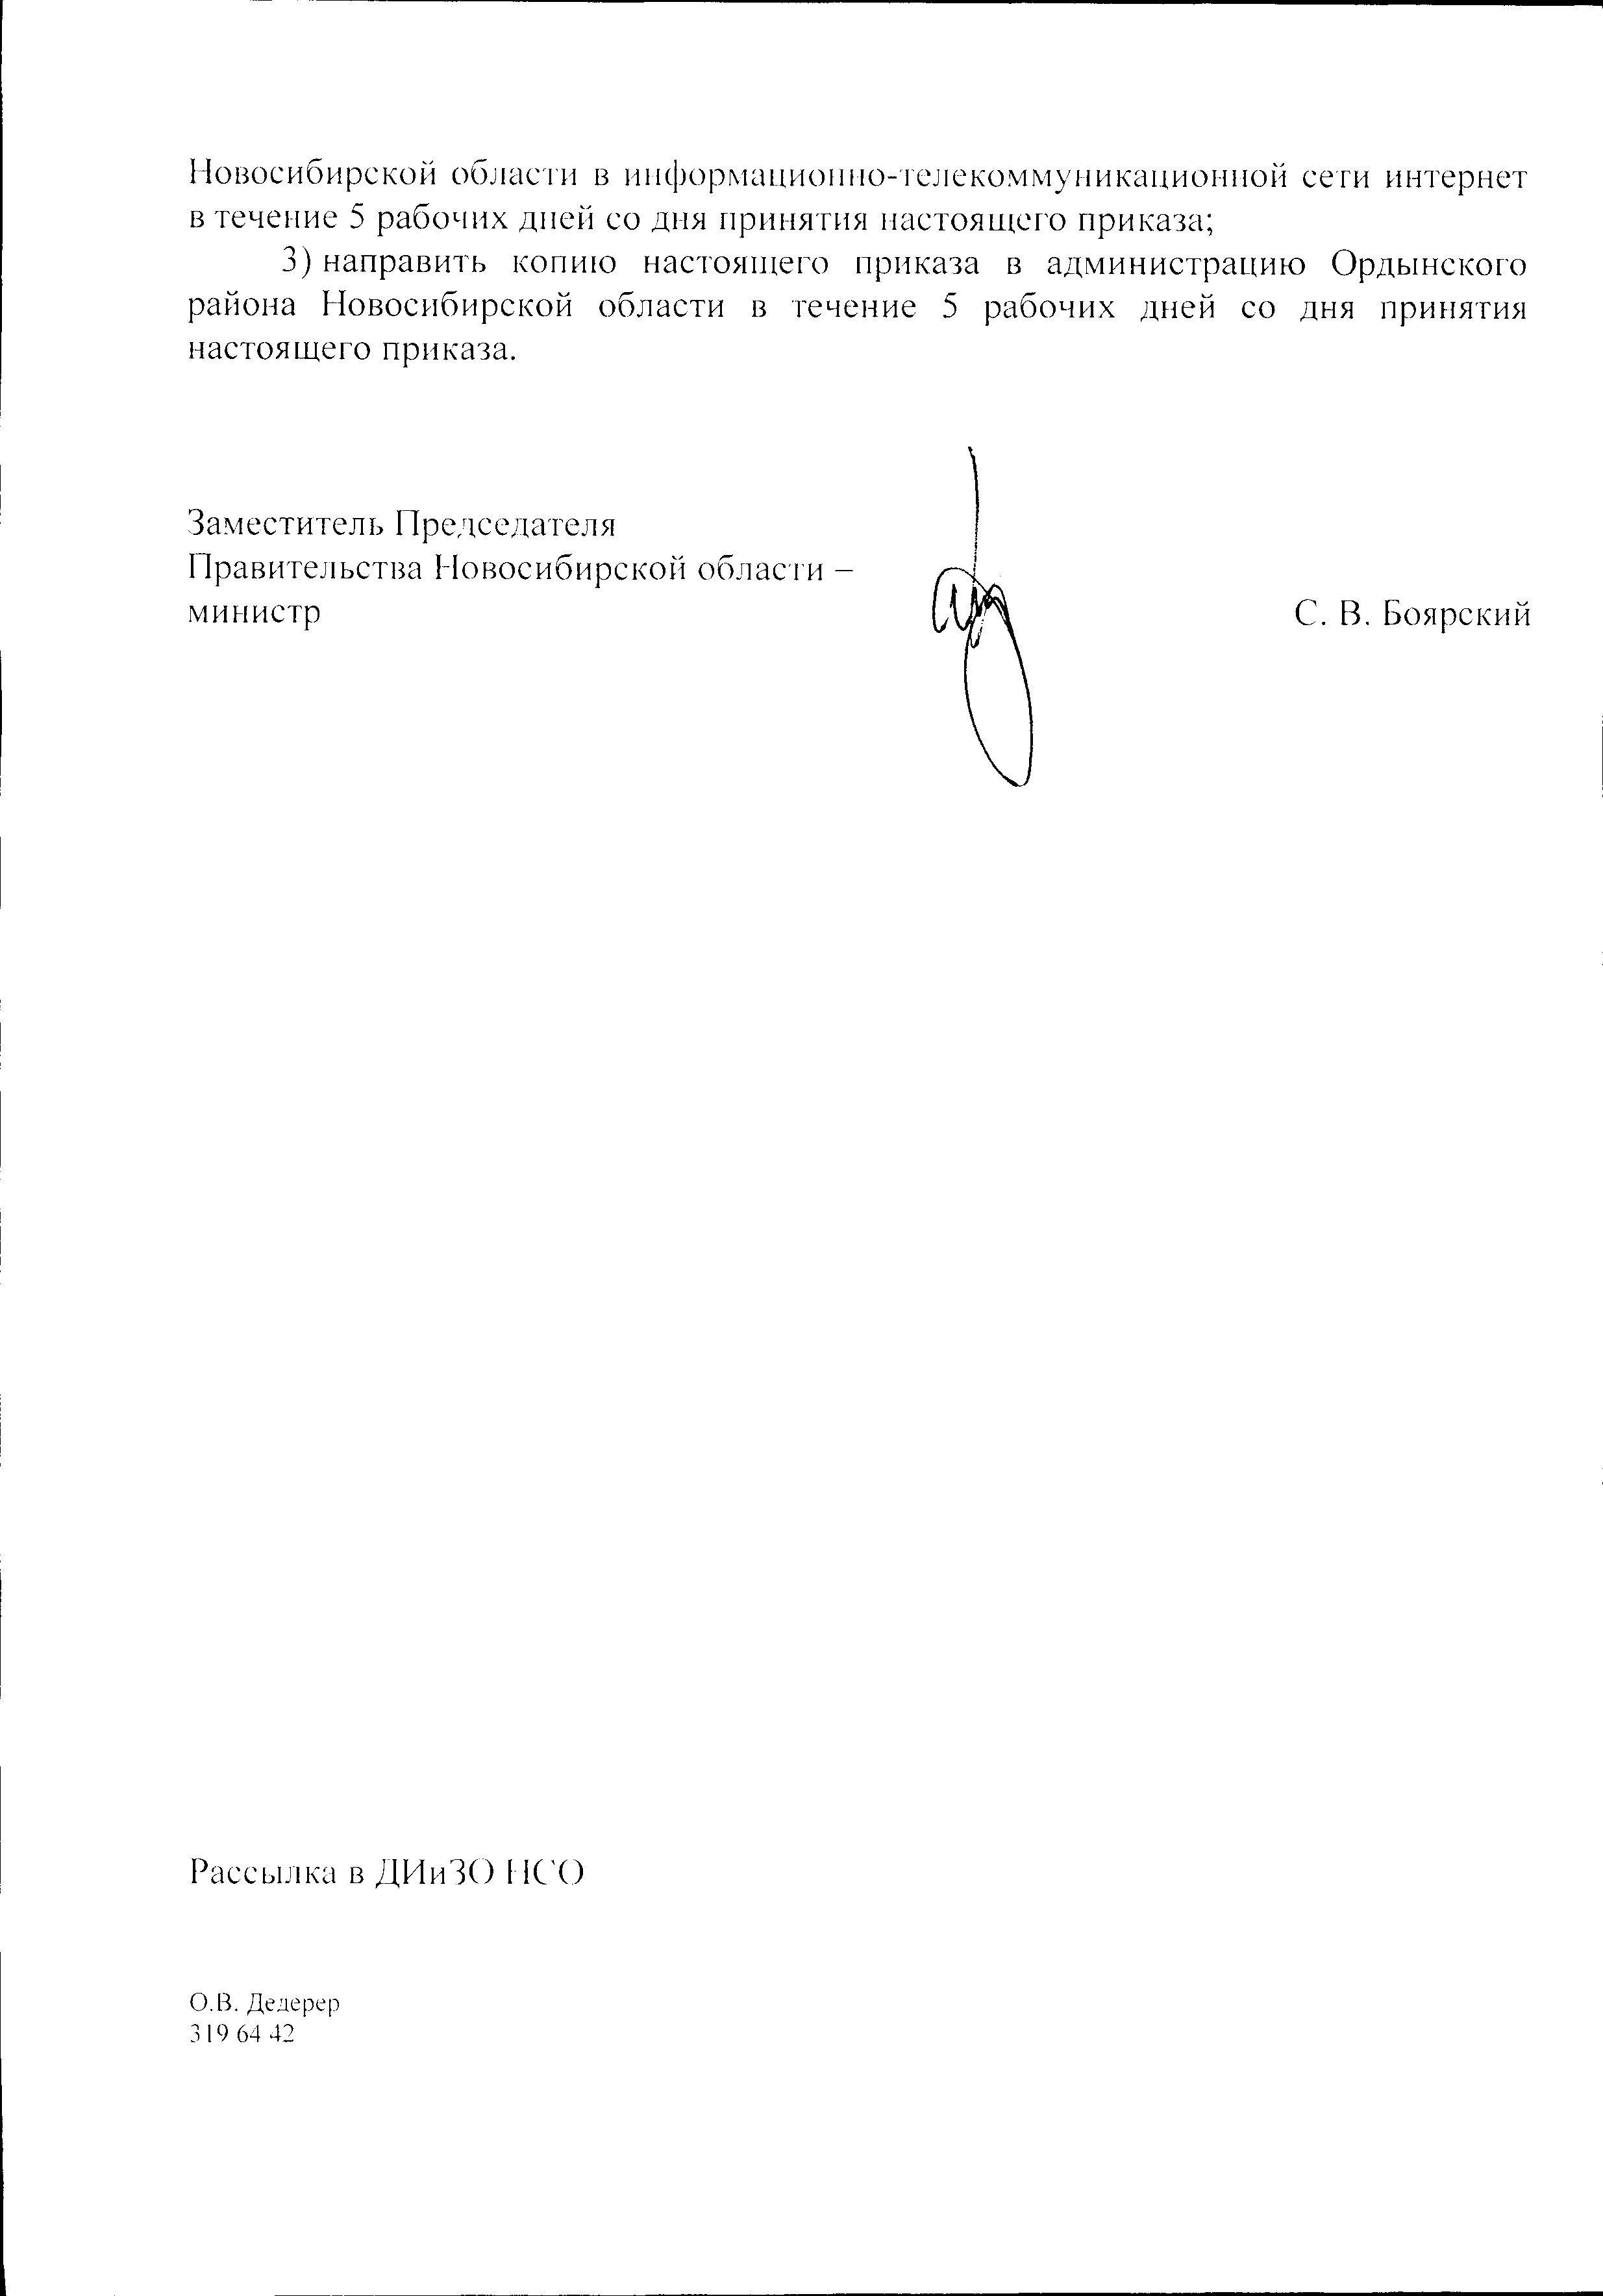 Новосибирской области в информационно-телекоммуникационной сети интернет
в течение 5 рабочих дней со дня принятия настоящего приказа;
3) направить копию настоящего приказа в администрацию Ордынского
района Новосибирской области в течение 5 рабочих дней со дня принятия
настоящего приказа.
Заместитель Председателя
Правительства Новосибирской области –
министр
С. В. Боярский
Рассылка в ДИиЗО НСО
О.В. Дедерер
319 64 42